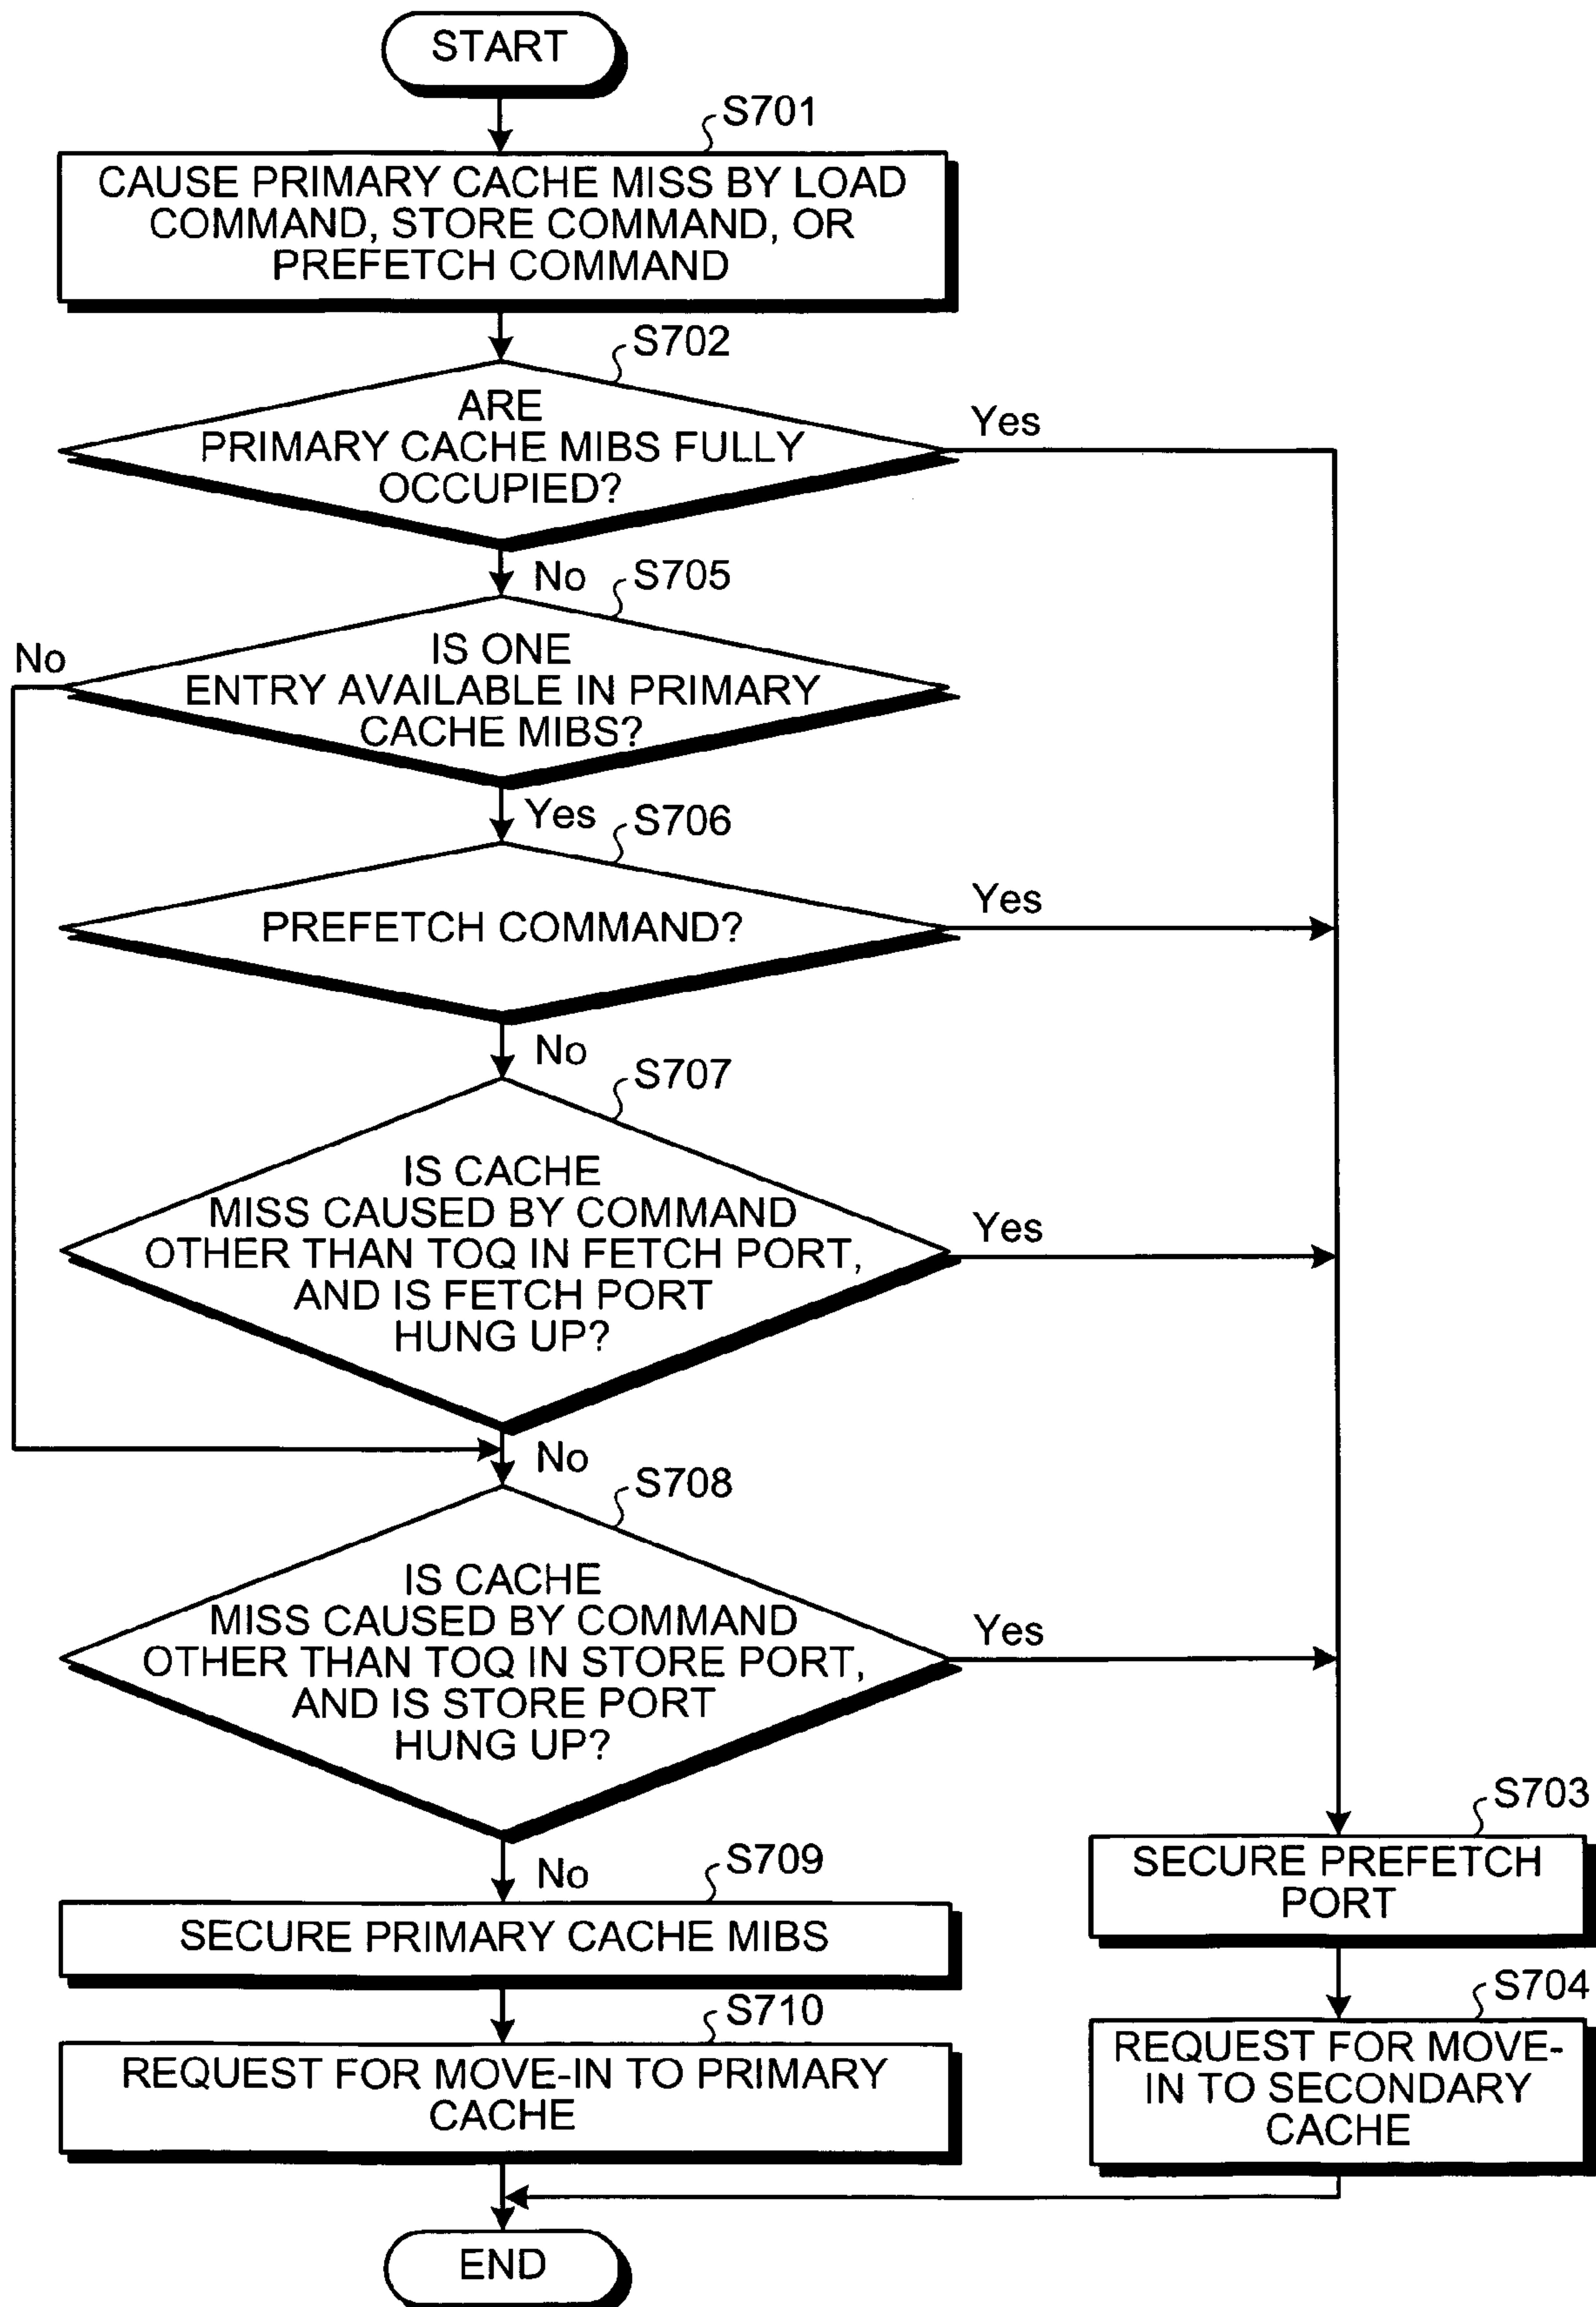 START
S701
CAUSE PRIMARY CACHE MISS BY LOAD
COMMAND, STORE COMMAND, OR
PREFETCH COMMAND
S702
ARE
PRIMARY CACHE MIBS FULLY
OCCUPIED?
Yes
No
S705
No
IS ONE
ENTRY AVAILABLE IN PRIMARY
CACHE MIBS?
Yes
S706
PREFETCH COMMAND?
Yes
No
S707
IS CACHE
MISS CAUSED BY COMMAND
OTHER THAN TOQ IN FETCH PORT,
AND IS FETCH PORT
HUNG UP?
Yes
No
S708
IS CACHE
MISS CAUSED BY COMMAND
OTHER THAN TOQ IN STORE PORT,
AND IS STORE PORT
HUNG UP?
Yes
No
S709
SECURE PRIMARY CACHE MIBS
S710
REQUEST FOR MOVE-IN TO PRIMARY
CACHE
S703
SECURE PREFETCH
PORT
S704
REQUEST FOR MOVE-
IN TO SECONDARY
CACHE
END